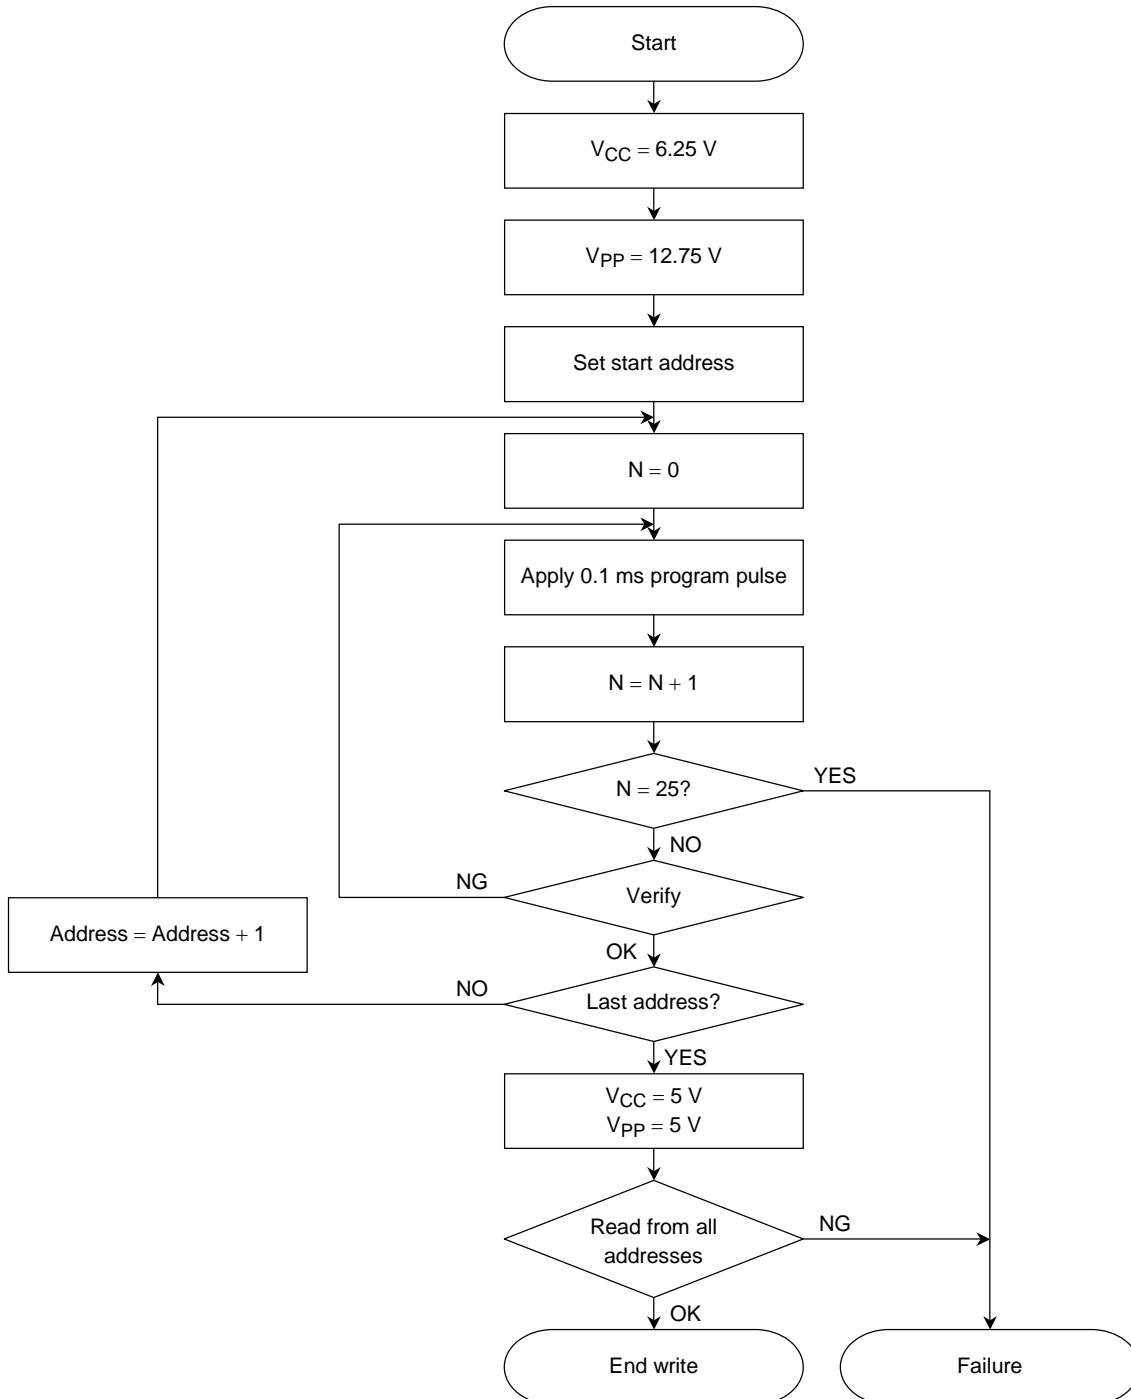 Start
VCC = 6.25 V
VPP = 12.75 V
Set start address
N = 0
Apply 0.1 ms program pulse
N = N + 1
N = 25?
YES
NO
Verify
NG
OK
Address = Address + 1
Last address?
NO
YES
VCC = 5 V
VPP = 5 V
Read from all
addresses
NG
OK
End write
Failure